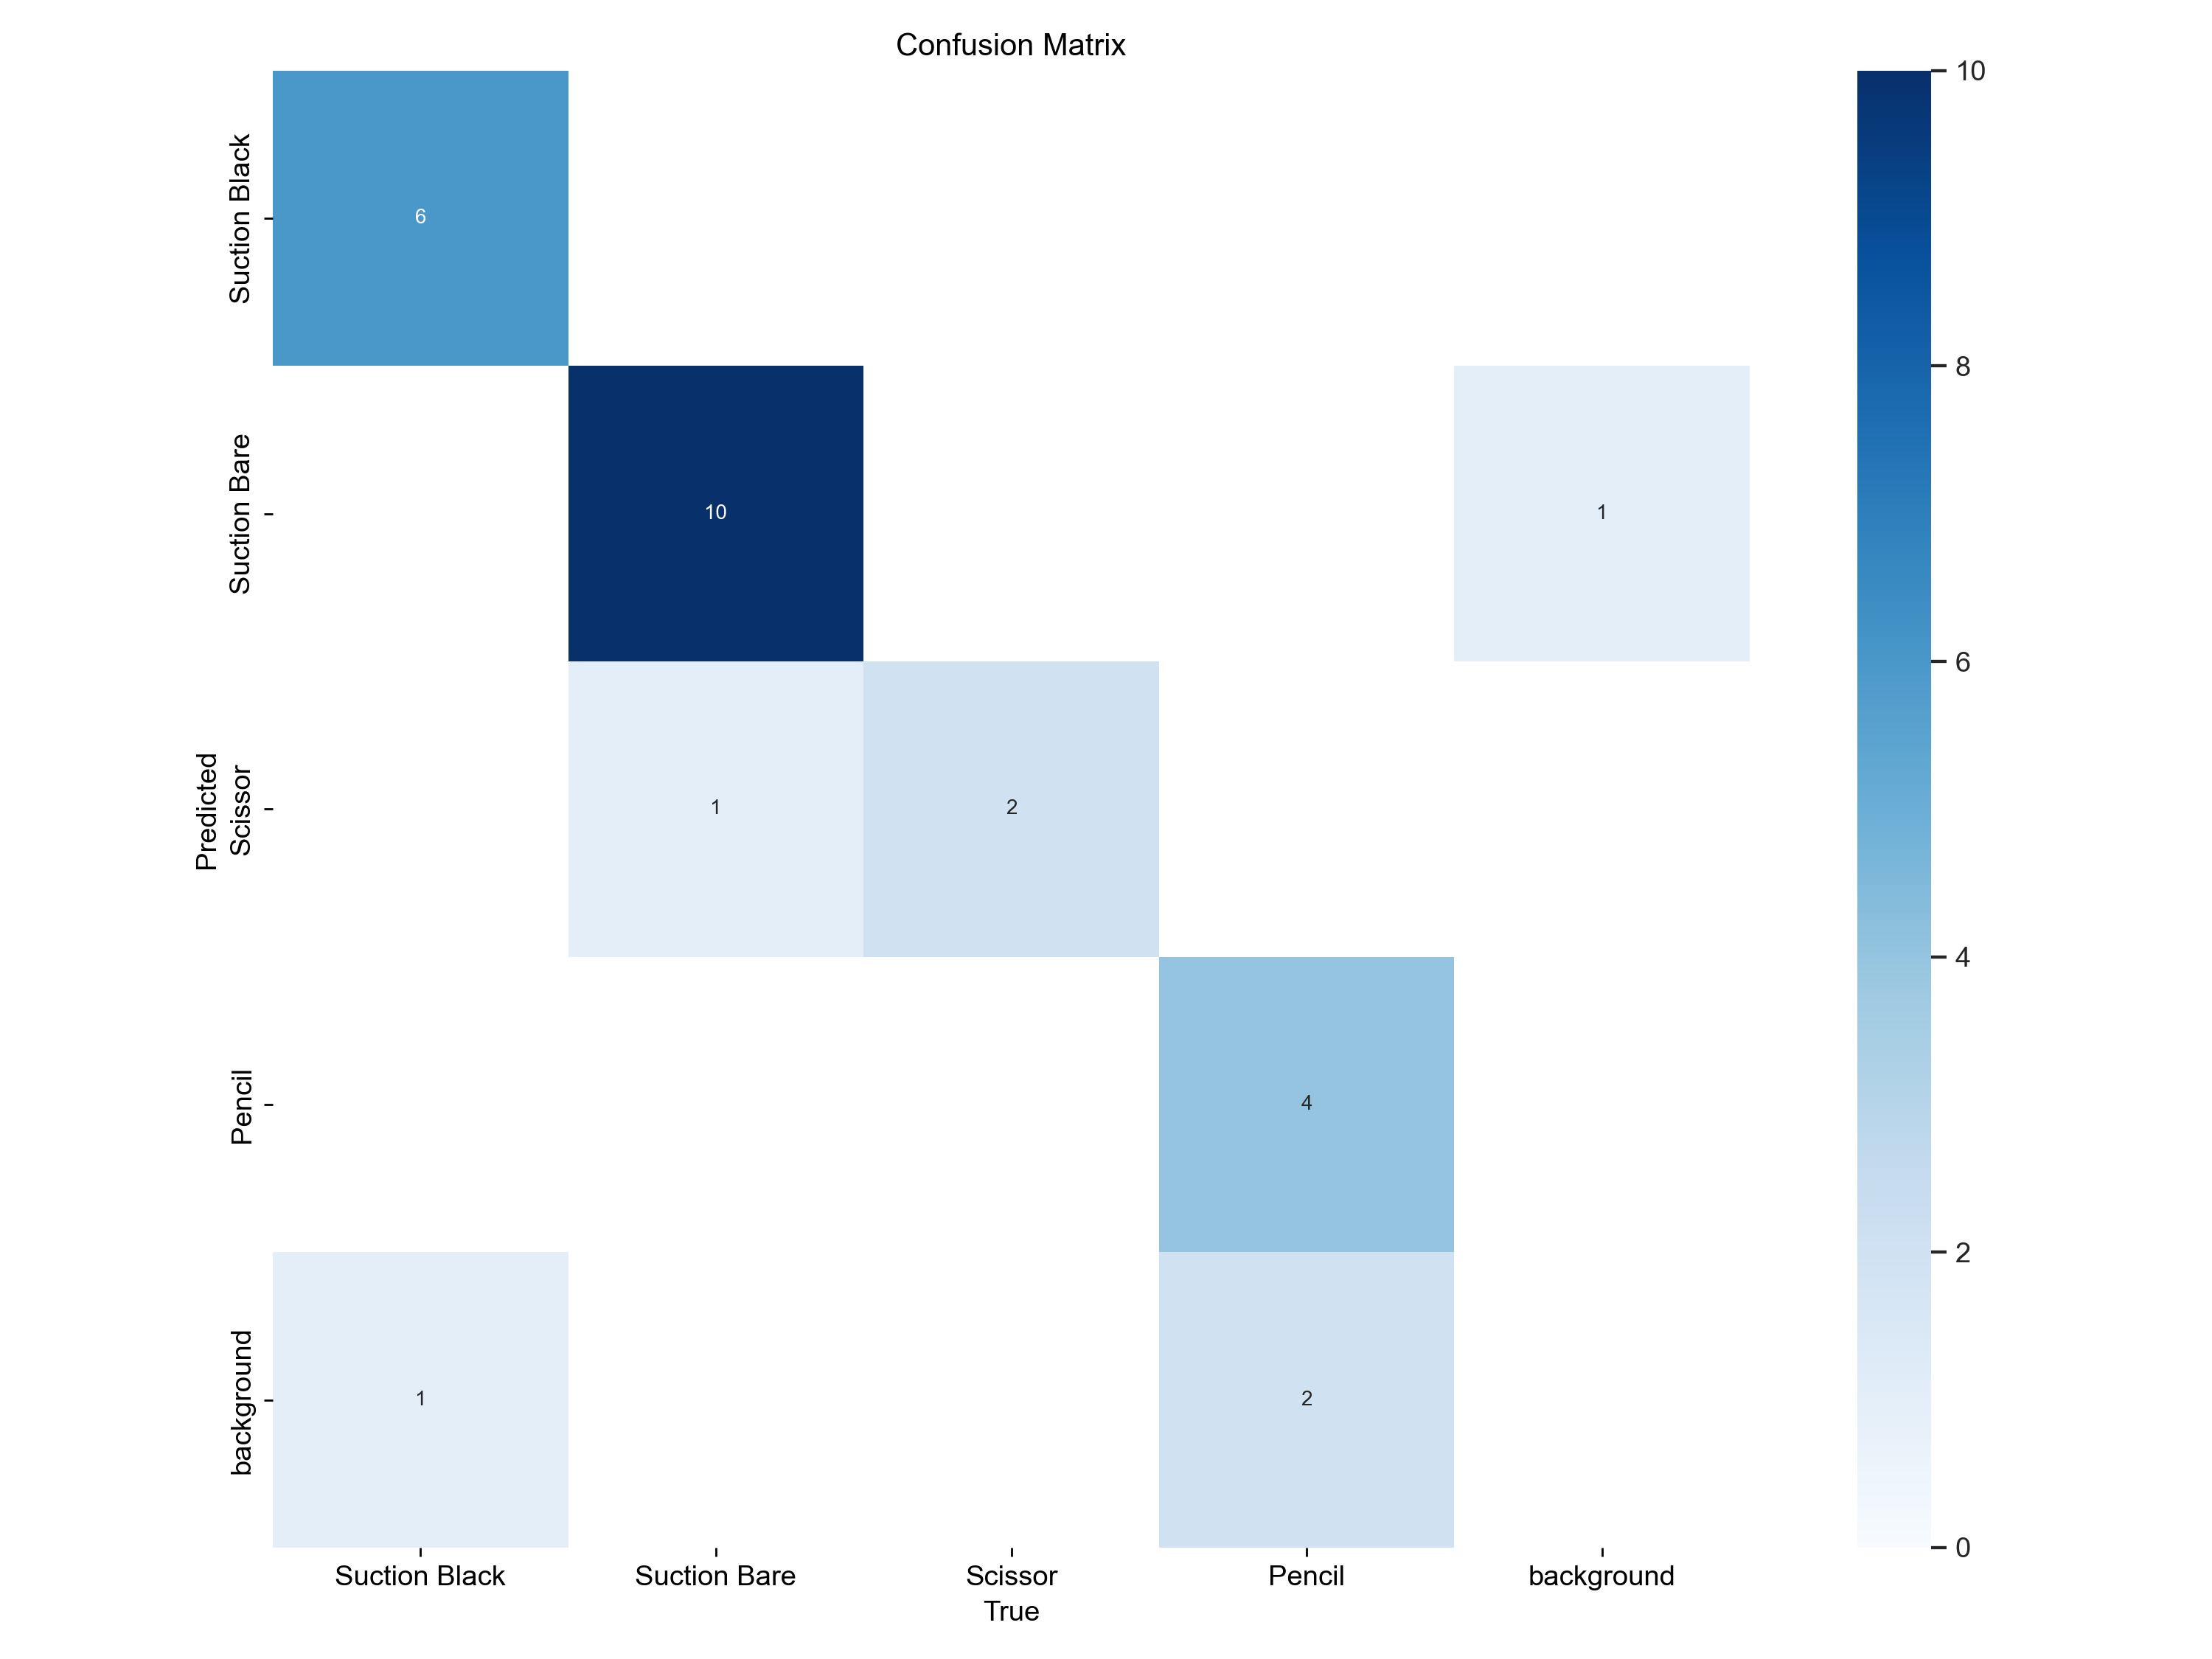 Confusion Matrix
Suction Black
Suction Bare
Scissor
Pencil
background
Predicted
6
10
1
1
2
4
1
2
Suction Black
Suction Bare
Scissor
Pencil
background
True
10
8
6
4
2
0